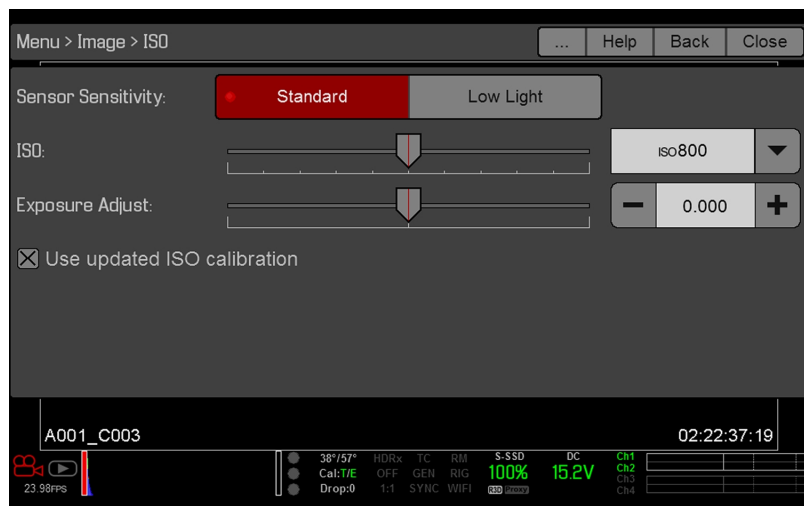 Menu > Image > ISO
... Help Back Close
Sensor Sensitivity: Standard Low Light
ISO: ISO800
Exposure Adjust: 0.000
Use updated ISO calibration
A001_C003 02:22:37:19
38°/57° HDRx TC RM S-SSD DC Ch1
Cal:T/E OFF GEN RIG 100% 15.2V Ch2
23.98FPS Drop:0 1:1 SYNC WIFI R3D Proxy Ch3
Ch4